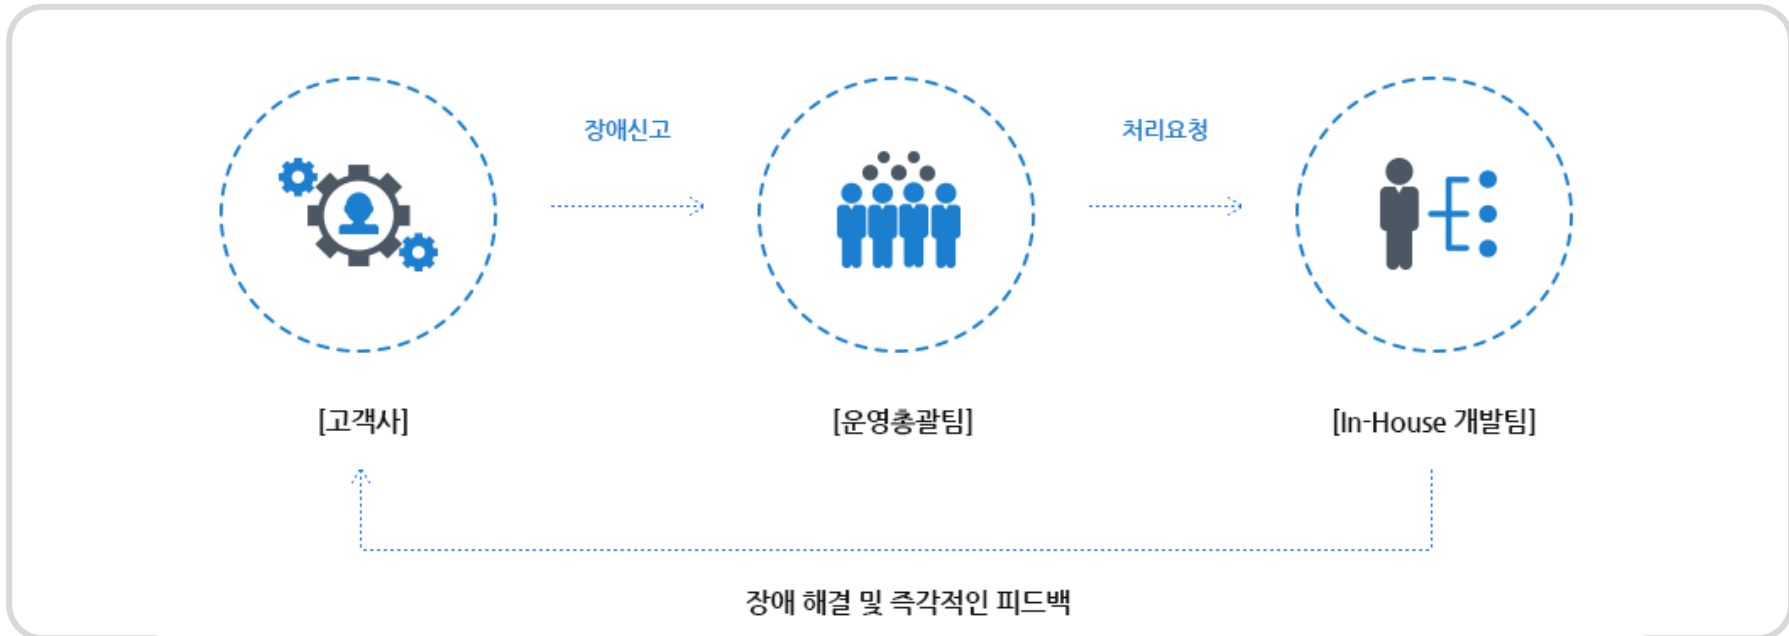 장애신고
처리요청
[고객사]
[운영총괄팀]
[In-House 개발팀]
장애 해결 및 즉각적인 피드백